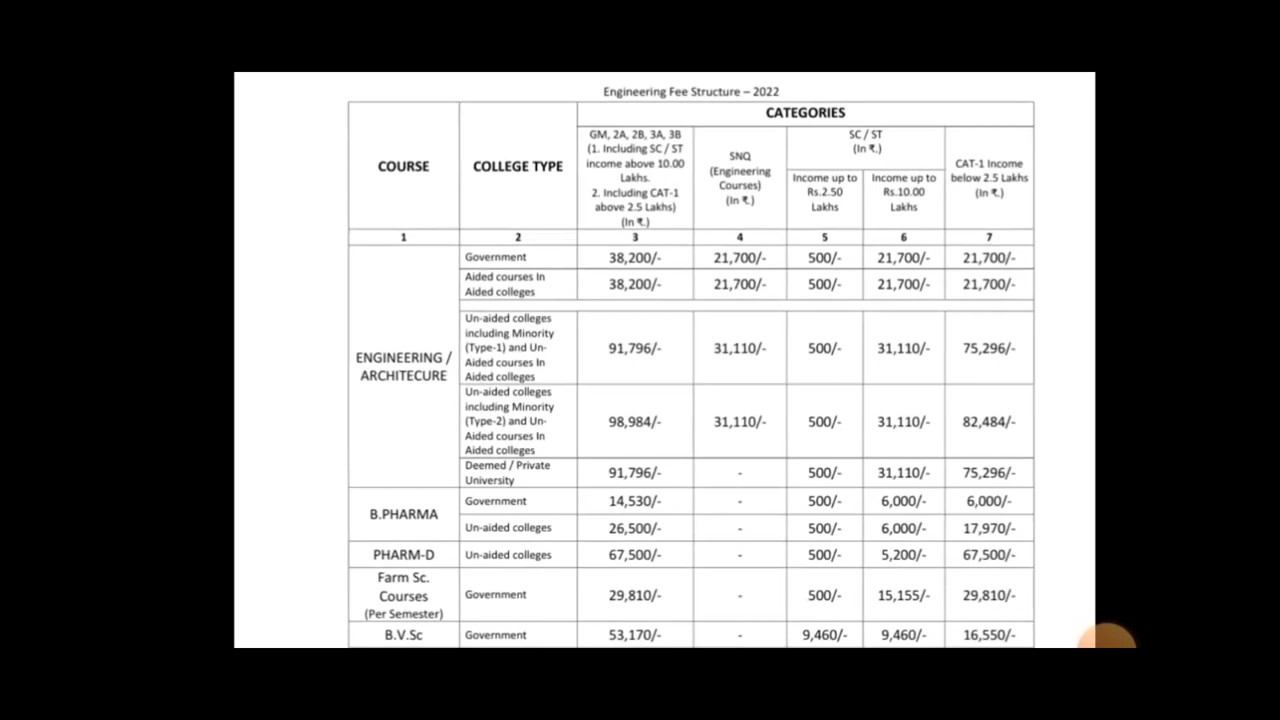 Engineering Fee Structure – 2022
COURSE
COLLEGE TYPE
CATEGORIES
GM, 2A, 2B, 3A, 3B
(1. Including SC / ST
income above 10.00
Lakhs.
2. Including CAT-1
above 2.5 Lakhs)
(In ₹.)
SNQ
(Engineering
Courses)
(In ₹.)
SC / ST
(In ₹.)
Income up to
Rs.2.50
Lakhs
Income up to
Rs.10.00
Lakhs
CAT-1 Income
below 2.5 Lakhs
(In ₹.)
1 2 3 4 5 6 7
ENGINEERING /
ARCHITECURE
Government 38,200/- 21,700/- 500/- 21,700/- 21,700/-
Aided courses In
Aided colleges
38,200/- 21,700/- 500/- 21,700/- 21,700/-
Un-aided colleges
including Minority
(Type-1) and Un-
Aided courses In
Aided colleges
91,796/- 31,110/- 500/- 31,110/- 75,296/-
Un-aided colleges
including Minority
(Type-2) and Un-
Aided courses In
Aided colleges
98,984/- 31,110/- 500/- 31,110/- 82,484/-
Deemed / Private
University
91,796/- - 500/- 31,110/- 75,296/-
B.PHARMA
Government 14,530/- - 500/- 6,000/- 6,000/-
Un-aided colleges 26,500/- - 500/- 6,000/- 17,970/-
PHARM-D Un-aided colleges 67,500/- - 500/- 5,200/- 67,500/-
Farm Sc.
Courses
(Per Semester)
Government 29,810/- - 500/- 15,155/- 29,810/-
B.V.Sc Government 53,170/- - 9,460/- 9,460/- 16,550/-